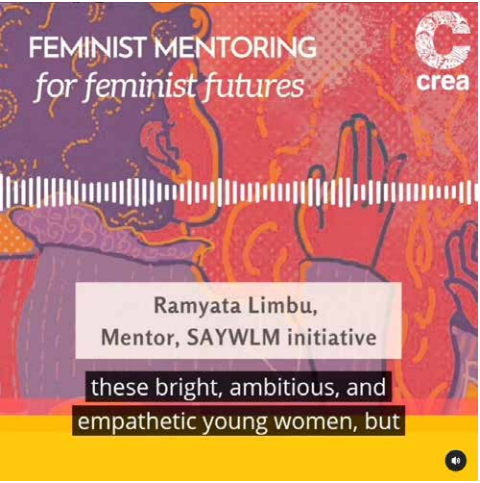 FEMINIST MENTORING
for feminist futures
crea
Ramyata Limbu,
Mentor, SAYWLM initiative
these bright, ambitious, and
empathetic young women, but